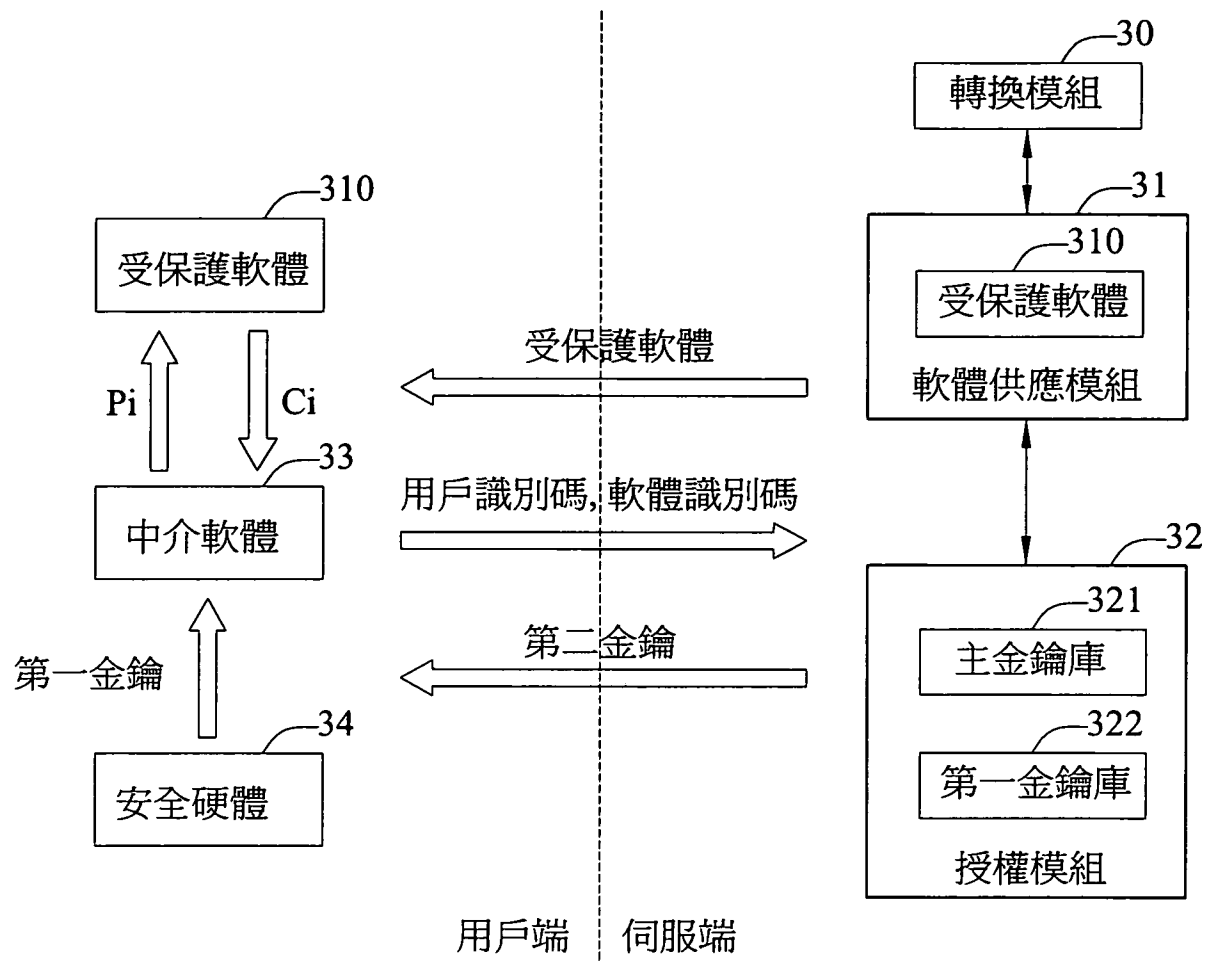 30
轉換模組
31
310
受保護軟體
軟體供應模組
310
受保護軟體
受保護軟體
Pi
Ci
33
中介軟體
用戶識別碼, 軟體識別碼
32
321
主金鑰庫
322
第一金鑰庫
授權模組
第二金鑰
第一金鑰
34
安全硬體
用戶端
伺服端